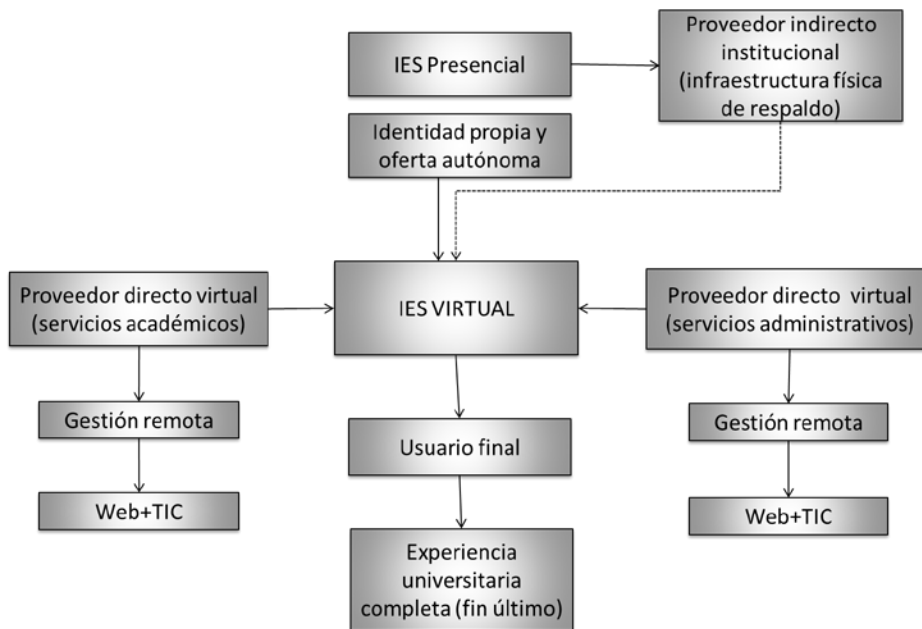 IES Presencial
Proveedor indirecto
institucional
(infraestructura física
de respaldo)
Identidad propia y
oferta autónoma
Proveedor directo virtual
(servicios académicos)
IES VIRTUAL
Proveedor directo  virtual
(servicios administrativos)
Gestión remota
Usuario final
Gestión remota
Web+TIC
Web+TIC
Experiencia
universitaria
completa (fin último)